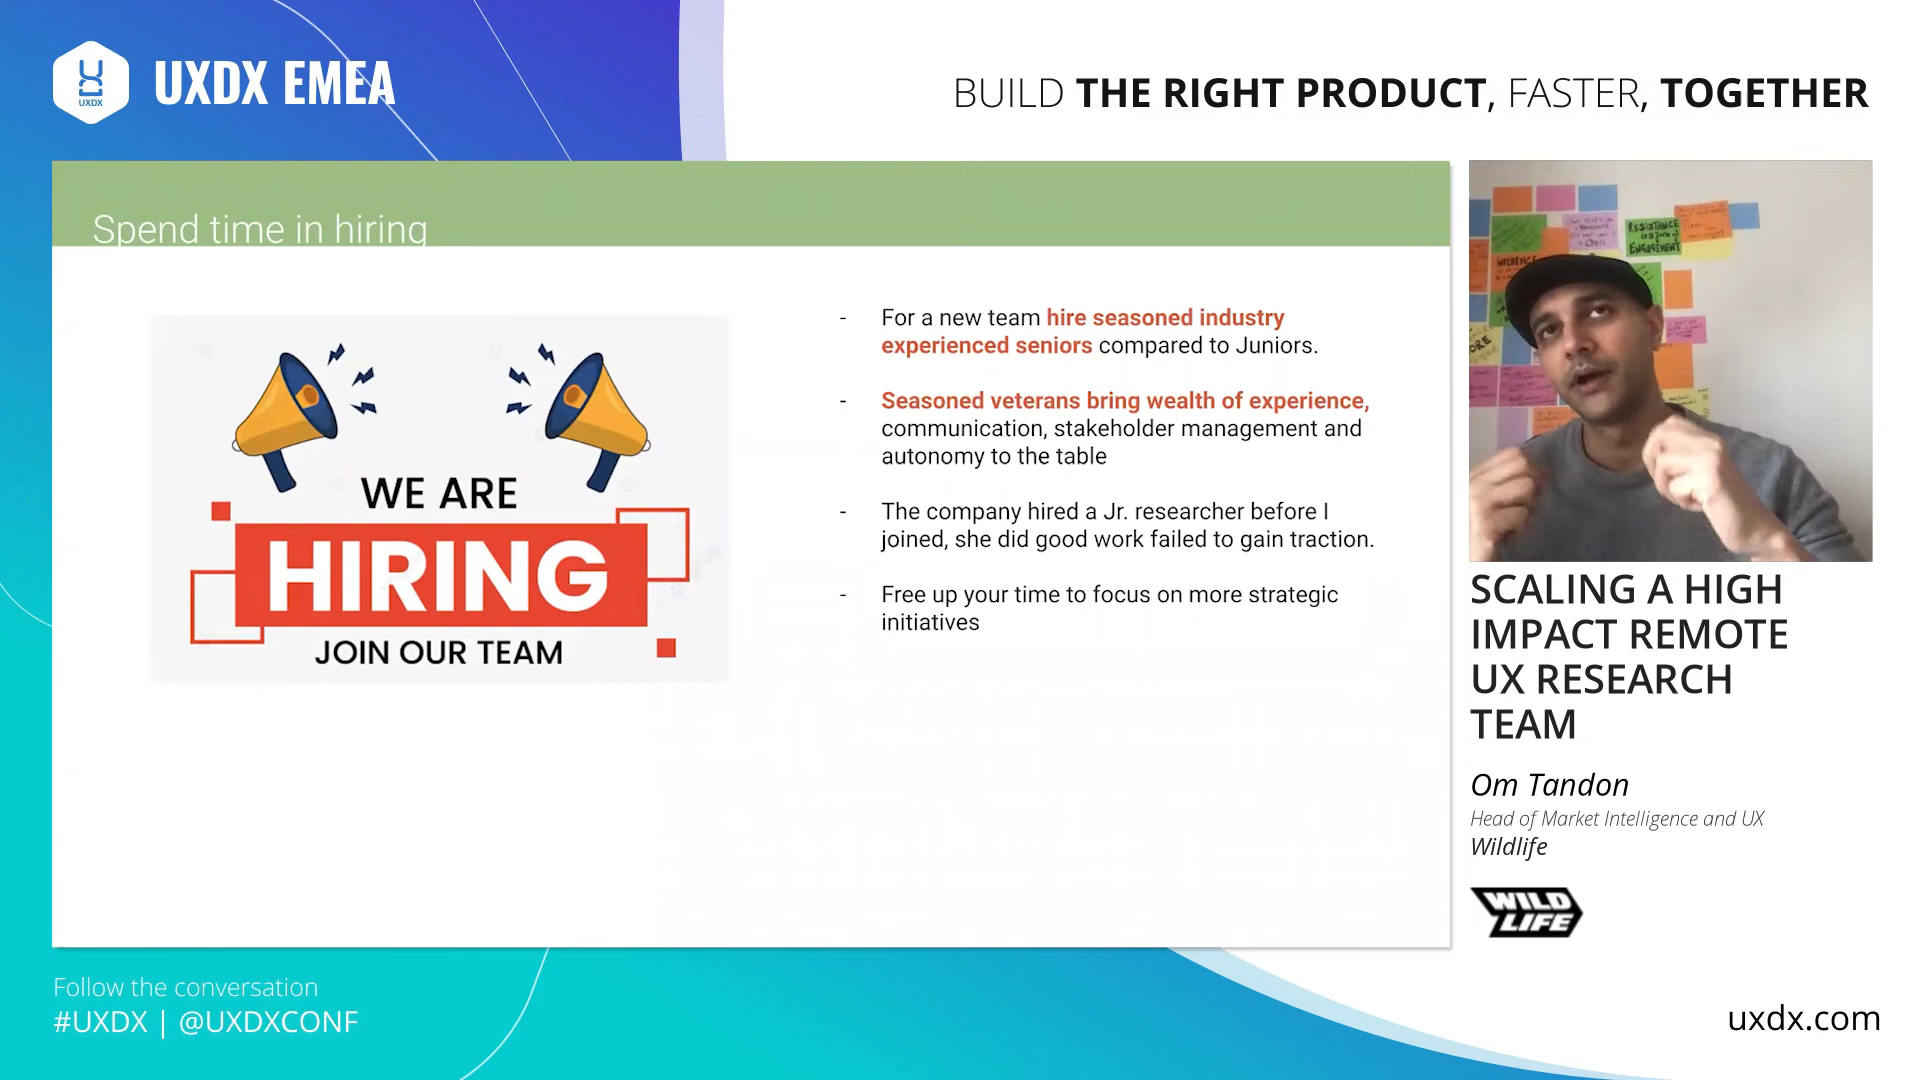 UXDX
UXDX EMEA
BUILD THE RIGHT PRODUCT, FASTER, TOGETHER
Spend time in hiring
WE ARE
HIRING
JOIN OUR TEAM
- For a new team hire seasoned industry
experienced seniors compared to Juniors.
- Seasoned veterans bring wealth of experience,
communication, stakeholder management and
autonomy to the table
- The company hired a Jr. researcher before I
joined, she did good work failed to gain traction.
- Free up your time to focus on more strategic
initiatives
RESISTANCE
ENGAGEMENT
OPEN
INFLUENCE
SCALING A HIGH
IMPACT REMOTE
UX RESEARCH
TEAM
Om Tandon
Head of Market Intelligence and UX
Wildlife
WILD
LIFE
Follow the conversation
#UXDX | @UXDXCONF
uxdx.com